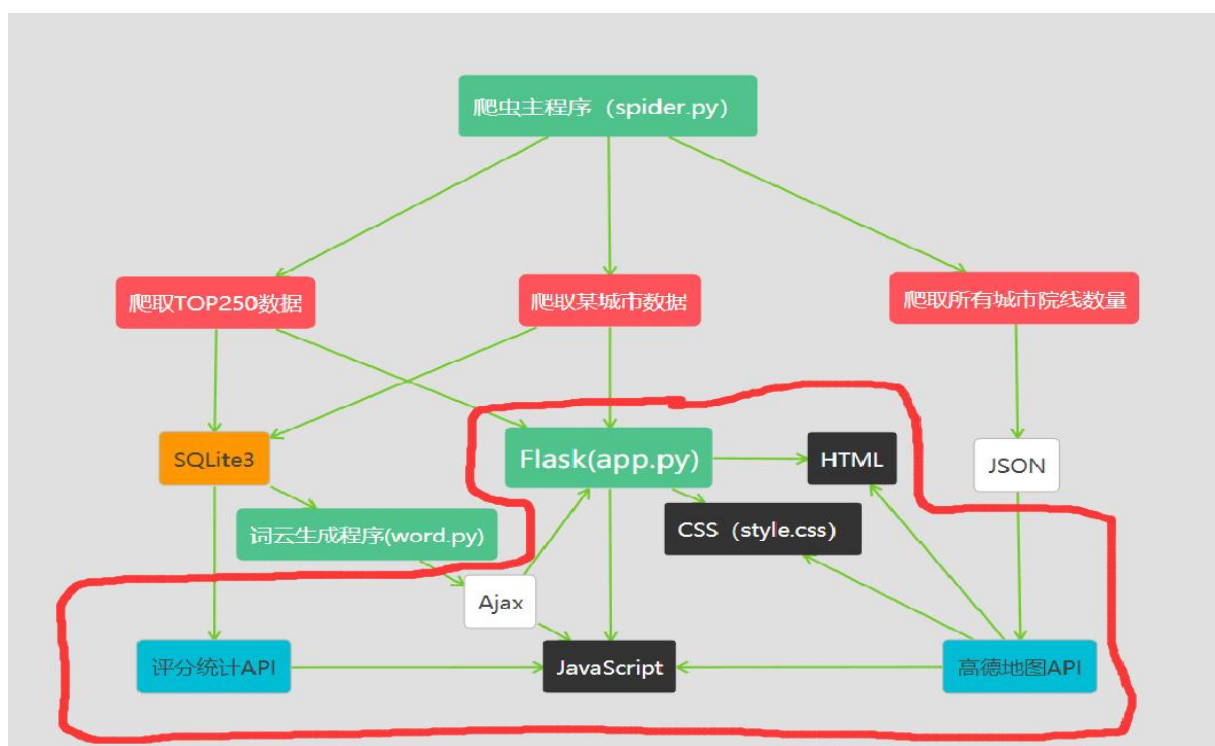 爬虫主程序（spider.py）
爬取TOP250数据
爬取某城市数据
爬取所有城市院线数量
SQLite3
Flask(app.py)
HTML
JSON
词云生成程序(word.py)
CSS（style.css）
Ajax
评分统计API
JavaScript
高德地图API